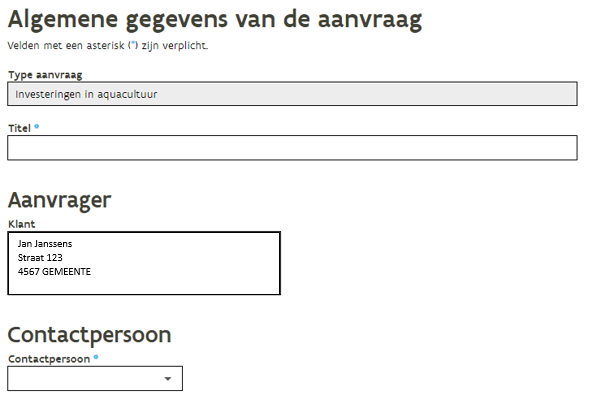 Algemene gegevens van de aanvraag
Velden met een asterisk (*) zijn verplicht.
Type aanvraag
Investeringen in aquacultuur
Titel *
Aanvrager
Klant
Jan Janssens
Straat 123
4567 GEMEENTE
Contactpersoon
Contactpersoon *